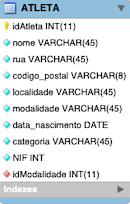 ATLETA
idAtleta INT(11)
nome VARCHAR(45)
rua VARCHAR(45)
codigo_postal VARCHAR(8)
localidade VARCHAR(45)
modalidade VARCHAR(45)
data_nascimento DATE
categoria VARCHAR(45)
NIF INT
idModalidade INT(11)
Indexes